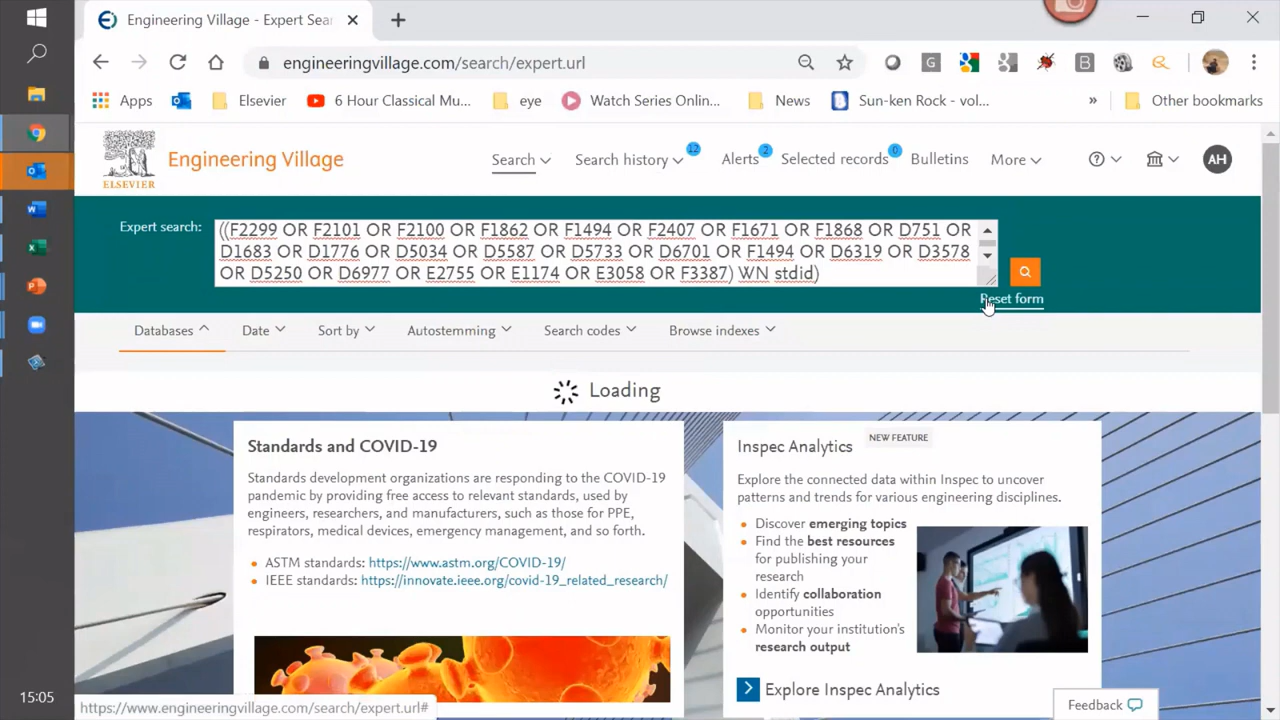 Engineering Village - Expert Sea
engineeringvillage.com/search/expert.url
Apps
Elsevier
6 Hour Classical Mu...
eye
Watch Series Onlin...
News
Sun-ken Rock - vol...
»
Other bookmarks
ELSEVIER
Engineering Village
Search
Search history
12
Alerts
2
Selected records
0
Bulletins
More
AH
Expert search:
((F2299 OR F2101 OR F2100 OR F1862 OR F1494 OR F2407 OR F1671 OR F1868 OR D751 OR
D1683 OR D1776 OR D5034 OR D5587 OR D5733 OR D6701 OR F1494 OR D6319 OR D3578
OR D5250 OR D6977 OR E2755 OR E1174 OR E3058 OR F3387) WN stdid)
Reset form
Databases
Date
Sort by
Autostemming
Search codes
Browse indexes
Loading
Standards and COVID-19
Standards development organizations are responding to the COVID-19
pandemic by providing free access to relevant standards, used by
engineers, researchers, and manufacturers, such as those for PPE,
respirators, medical devices, emergency management, and so forth.
ASTM standards: https://www.astm.org/COVID-19/
IEEE standards: https://innovate.ieee.org/covid-19_related_research/
Inspec Analytics
NEW FEATURE
Explore the connected data within Inspec to uncover
patterns and trends for various engineering disciplines.
Discover emerging topics
Find the best resources
for publishing your
research
Identify collaboration
opportunities
Monitor your institution's
research output
Explore Inspec Analytics
Feedback
15:05
https://www.engineeringvillage.com/search/expert.url#